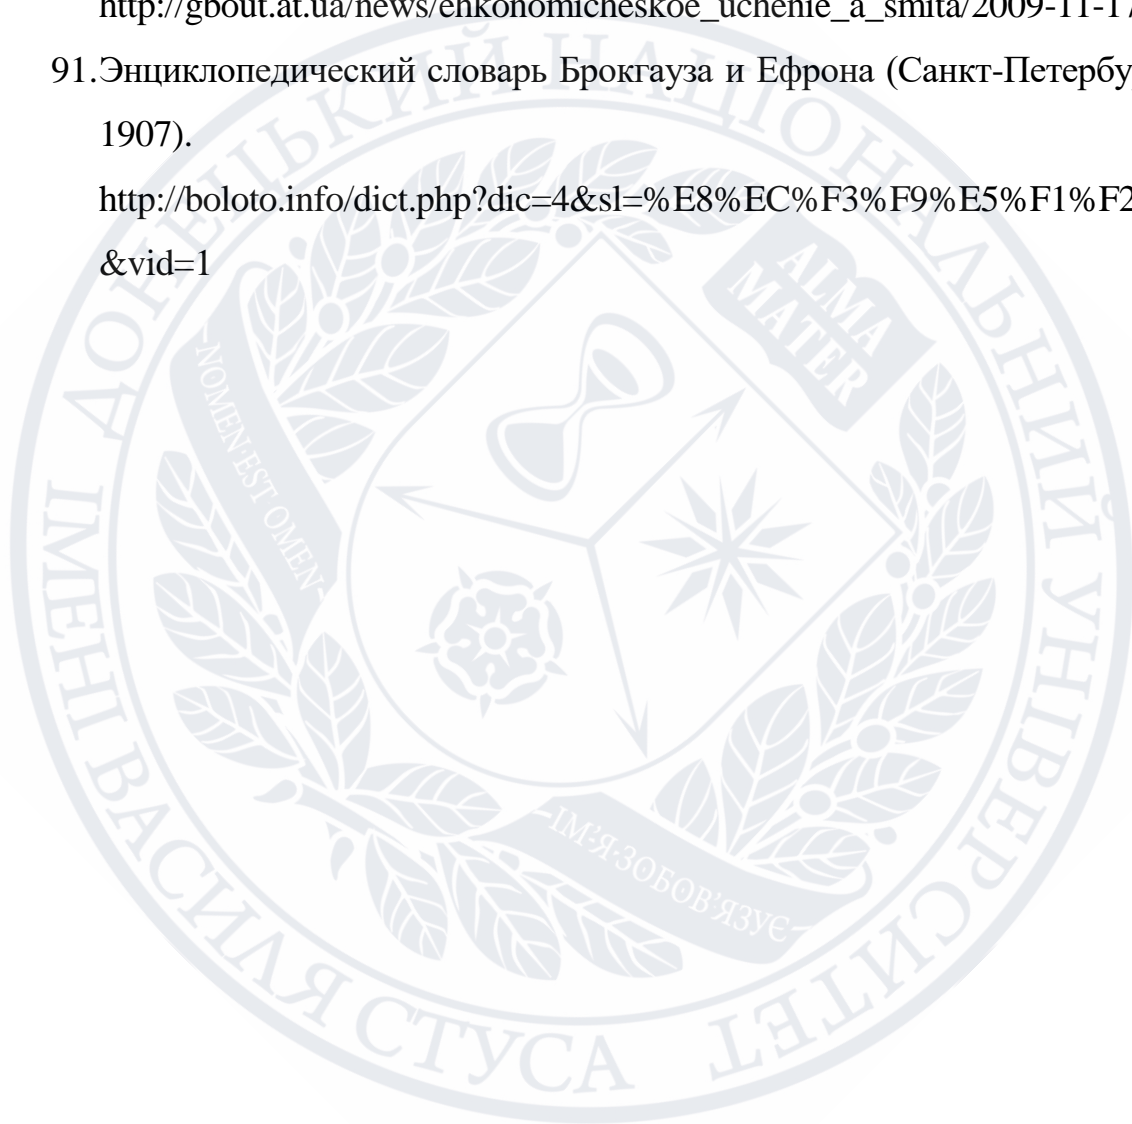 http://gbout.at.ua/news/ehkonomicheskoe_uchenie_a_smita/2009-11-17
91.Энциклопедический словарь Брокгауза и Ефрона (Санкт-Петербу
1907).
http://boloto.info/dict.php?dic=4&sl=%E8%EC%F3%F9%E5%F1%F2
&vid=1
ДОНЕЦЬКИЙ НАЦІОНАЛЬНИЙ УНІВЕРСИТЕТ
ІМЕНІ ВАСИЛЯ СТУСА
ALMA
MATER
NOMEN·EST·OMEN
ІМ'Я·ЗОБОВ'ЯЗУЄ